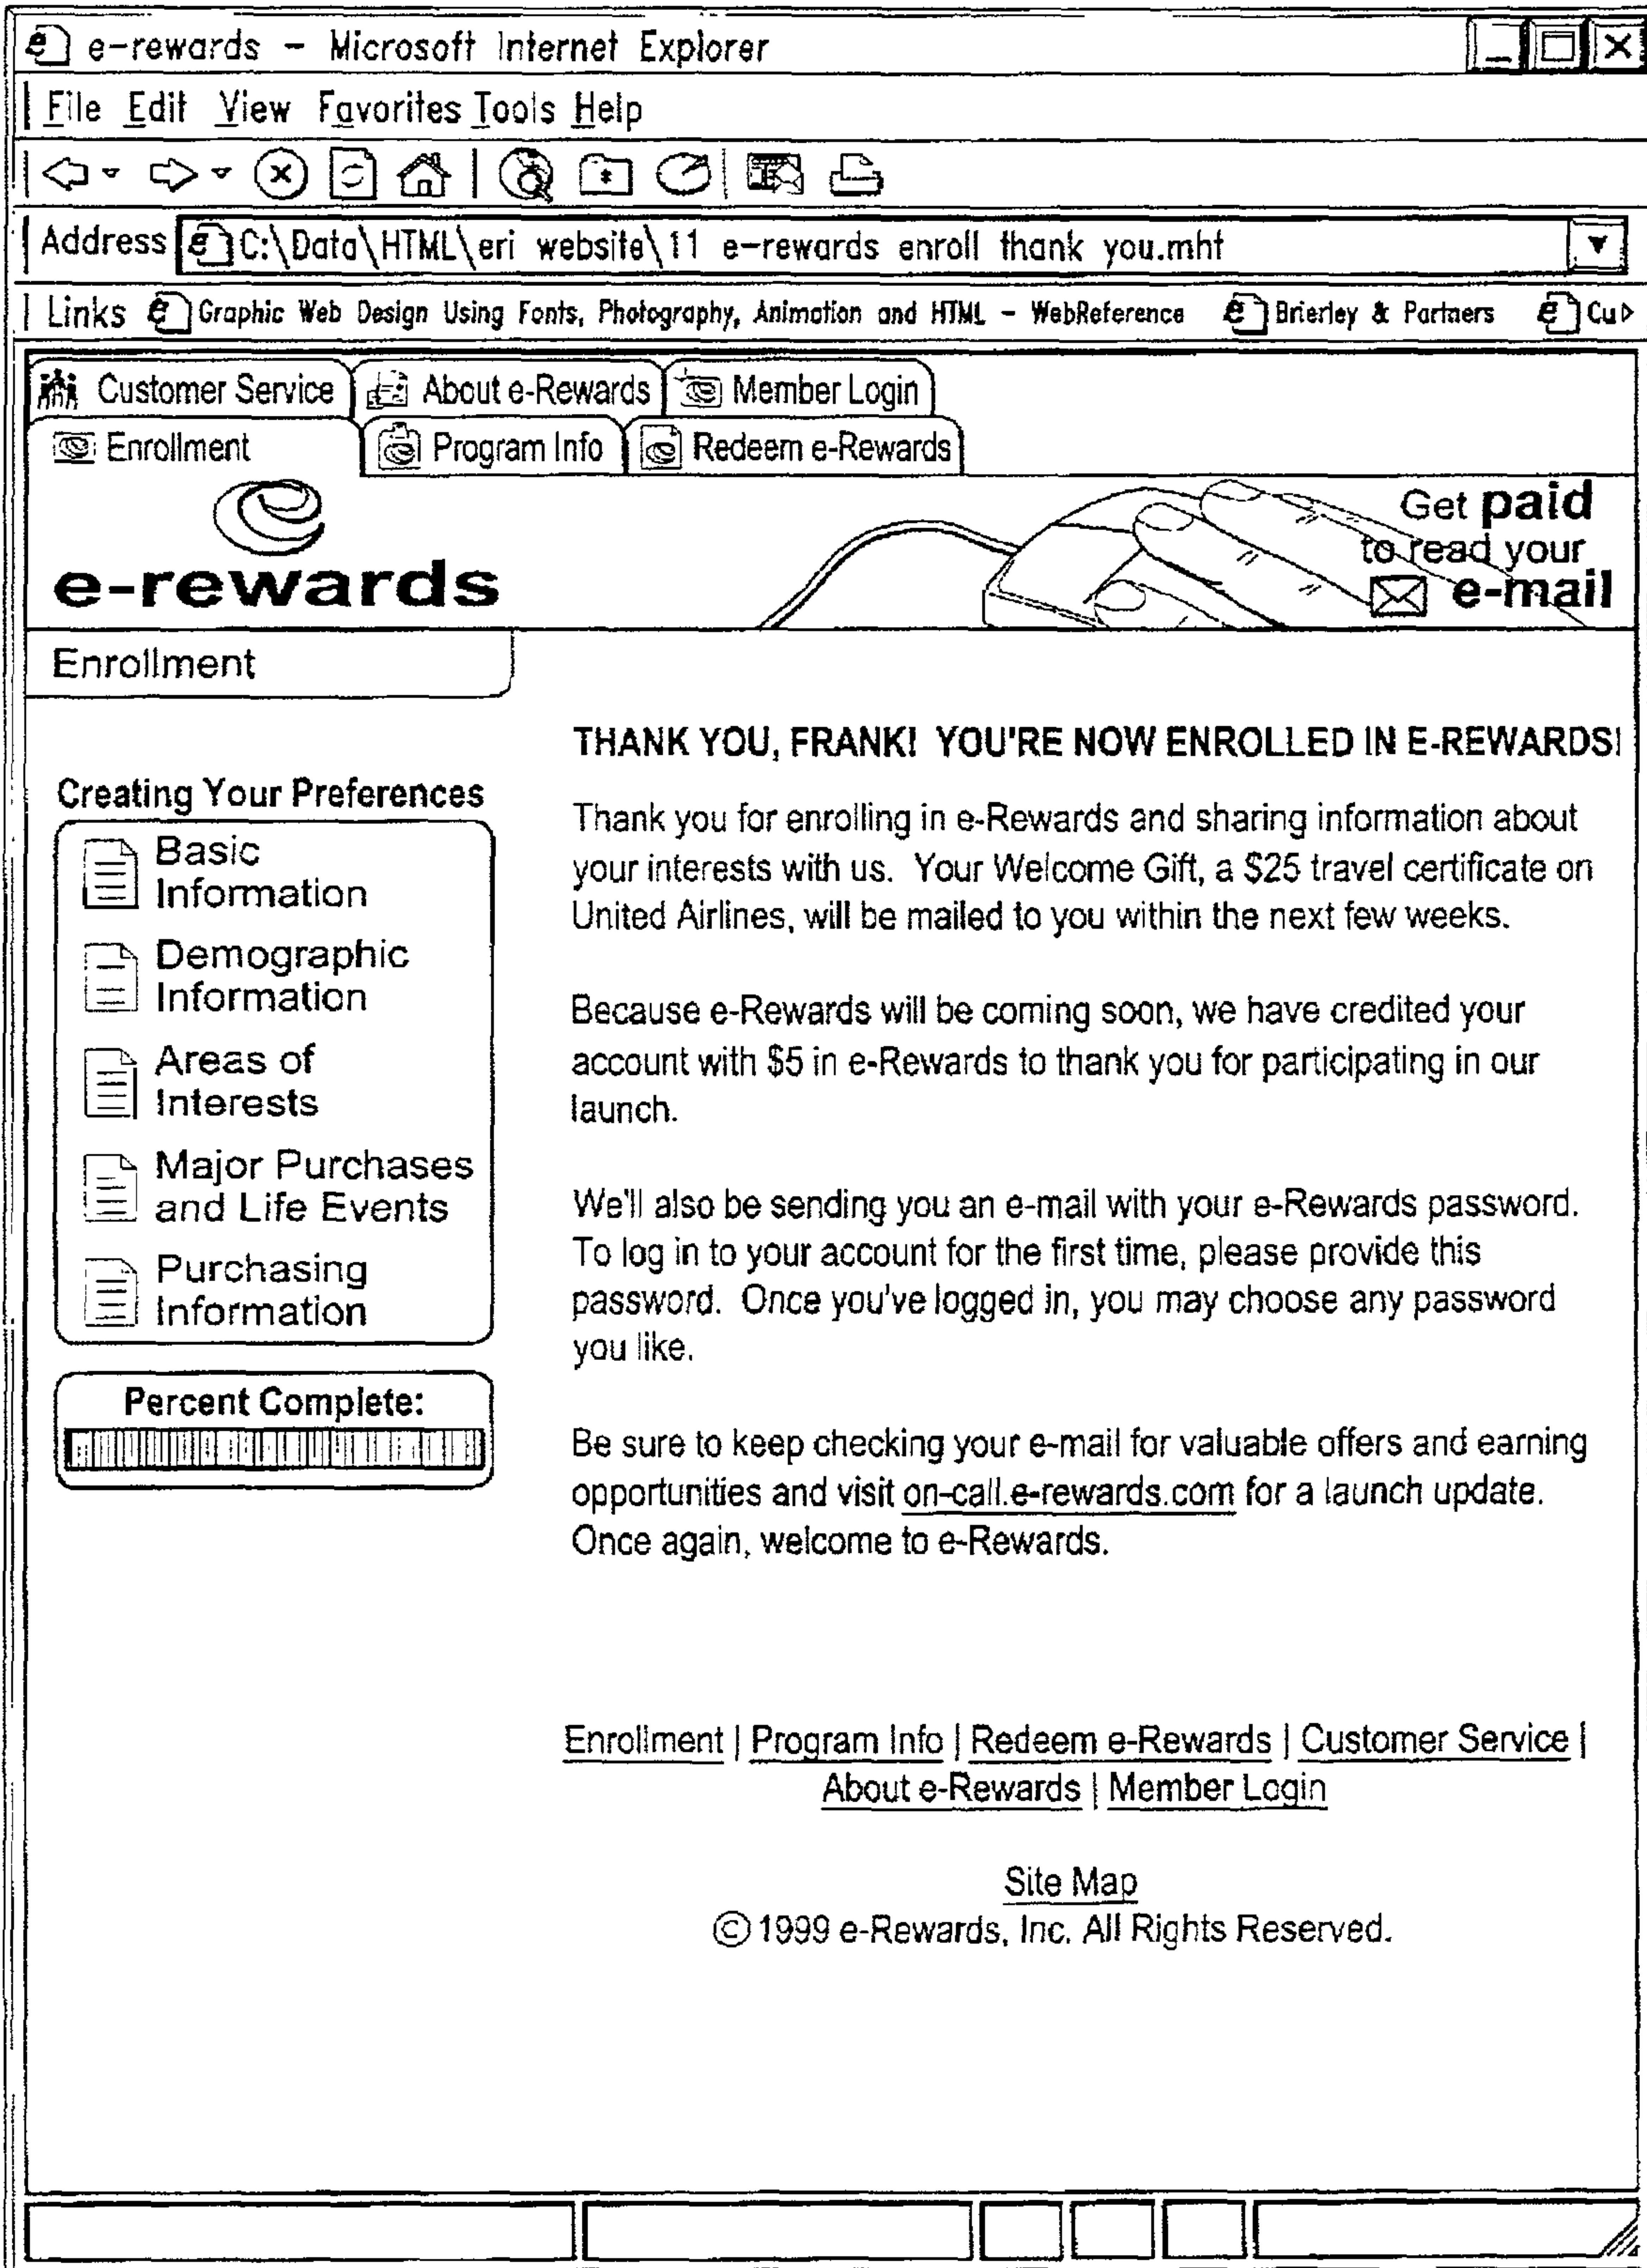 e-rewards - Microsoft Internet Explorer
File Edit View Favorites Tools Help
Address C:\Data\HTML\eri website\11 e-rewards enroll thank you.mht
Links Graphic Web Design Using Fonts, Photography, Animation and HTML - WebReference Brierley & Partners Cu
Customer Service About e-Rewards Member Login
Enrollment Program Info Redeem e-Rewards
e-rewards
Get paid
to read your
e-mail
Enrollment
THANK YOU, FRANK! YOU'RE NOW ENROLLED IN E-REWARDS!
Creating Your Preferences
Basic
Information
Demographic
Information
Areas of
Interests
Major Purchases
and Life Events
Purchasing
Information
Percent Complete:
Thank you for enrolling in e-Rewards and sharing information about
your interests with us. Your Welcome Gift, a $25 travel certificate on
United Airlines, will be mailed to you within the next few weeks.
Because e-Rewards will be coming soon, we have credited your
account with $5 in e-Rewards to thank you for participating in our
launch.
We'll also be sending you an e-mail with your e-Rewards password.
To log in to your account for the first time, please provide this
password. Once you've logged in, you may choose any password
you like.
Be sure to keep checking your e-mail for valuable offers and earning
opportunities and visit on-call.e-rewards.com for a launch update.
Once again, welcome to e-Rewards.
Enrollment | Program Info | Redeem e-Rewards | Customer Service |
About e-Rewards | Member Login
Site Map
© 1999 e-Rewards, Inc. All Rights Reserved.